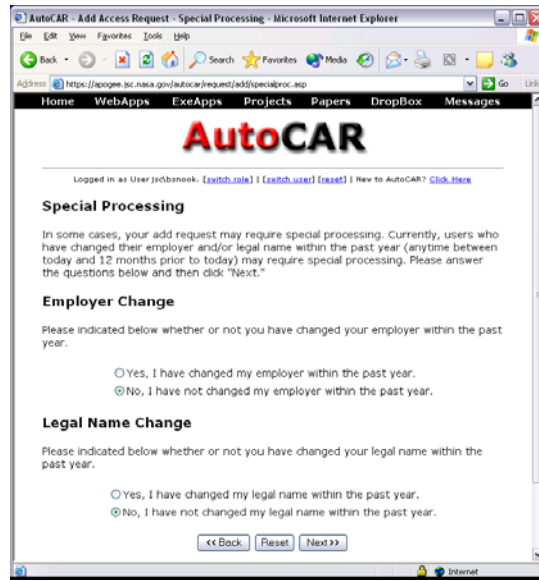 AutoCAR - Add Access Request - Special Processing - Microsoft Internet Explorer
File Edit View Favorites Tools Help
Back Search Favorites Media
Address https://apogee.jsc.nasa.gov/autocar/request/add/specialproc.asp Go Link
Home WebApps ExeApps Projects Papers DropBox Messages
AutoCAR
Logged in as User jsc\bsnook. [switch role] | [switch user] [reset] | New to AutoCAR? Click Here
Special Processing
In some cases, your add request may require special processing. Currently, users who
have changed their employer and/or legal name within the past year (anytime between
today and 12 months prior to today) may require special processing. Please answer
the questions below and then click "Next."
Employer Change
Please indicated below whether or not you have changed your employer within the past
year.
Yes, I have changed my employer within the past year.
No, I have not changed my employer within the past year.
Legal Name Change
Please indicated below whether or not you have changed your legal name within the
past year.
Yes, I have changed my legal name within the past year.
No, I have not changed my legal name within the past year.
<< Back Reset Next >>
Internet